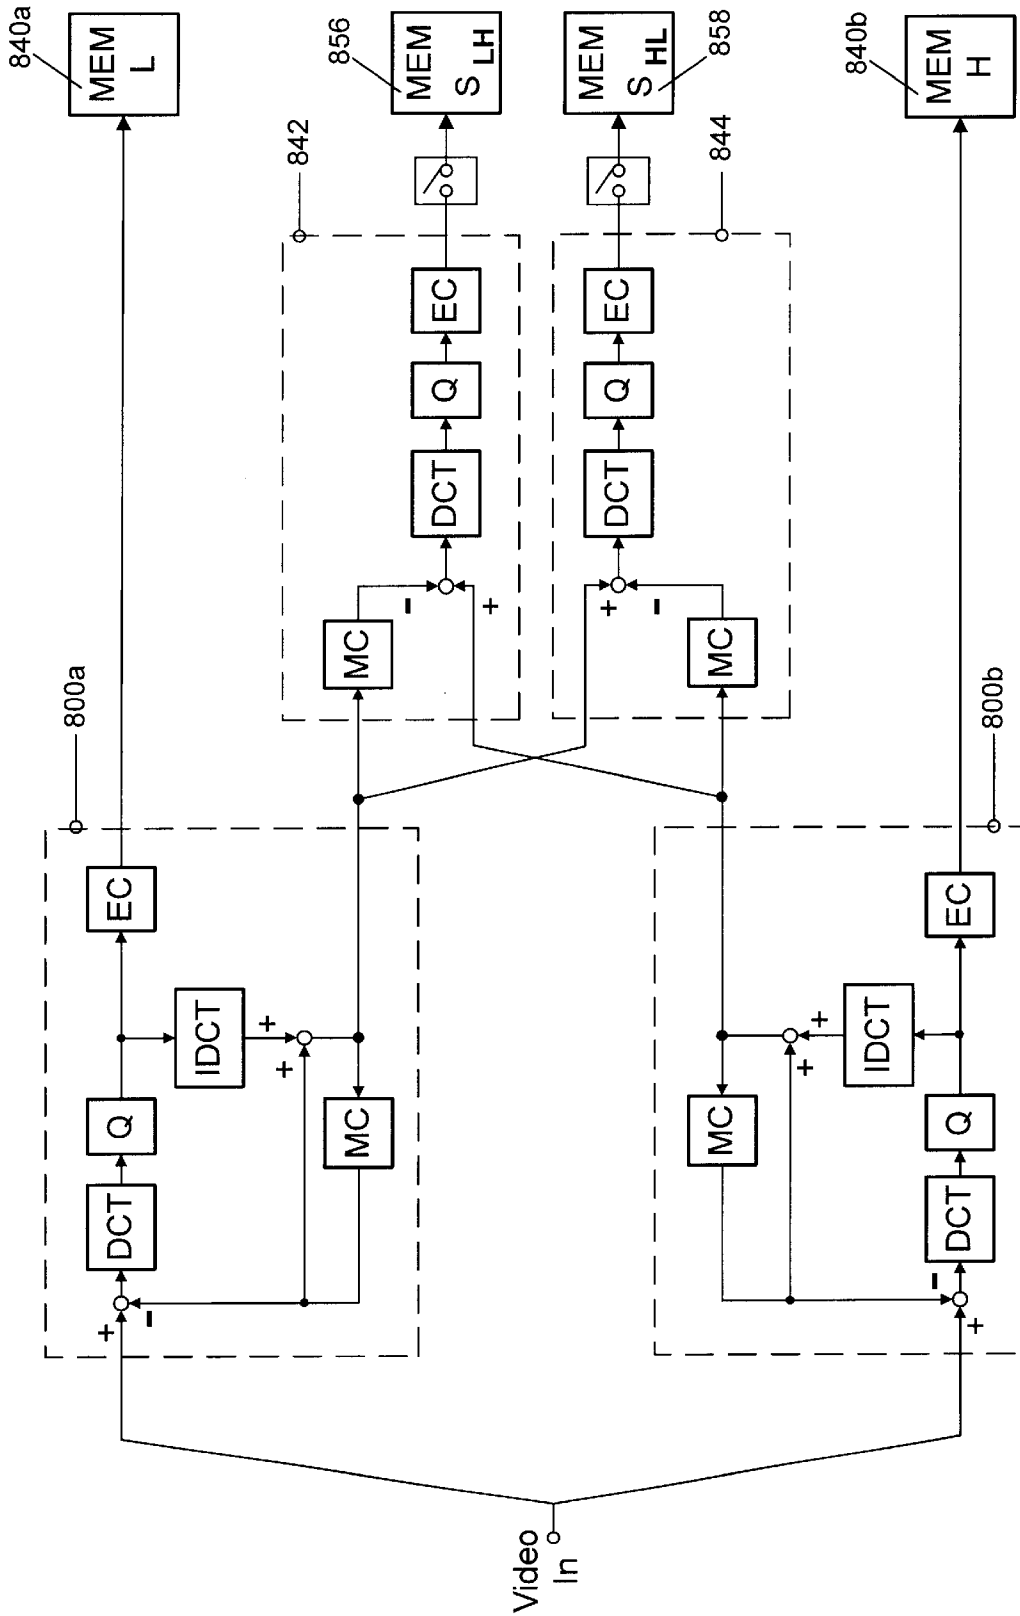 840a
MEM
L
856
MEM
S LH
MEM
S HL
858
840b
MEM
H
842
844
EC
Q
DCT
MC
-
+
EC
Q
DCT
MC
+
-
800a
800b
EC
IDCT
+
+
Q
MC
DCT
+
-
EC
IDCT
+
+
Q
MC
DCT
-
+
Video
In